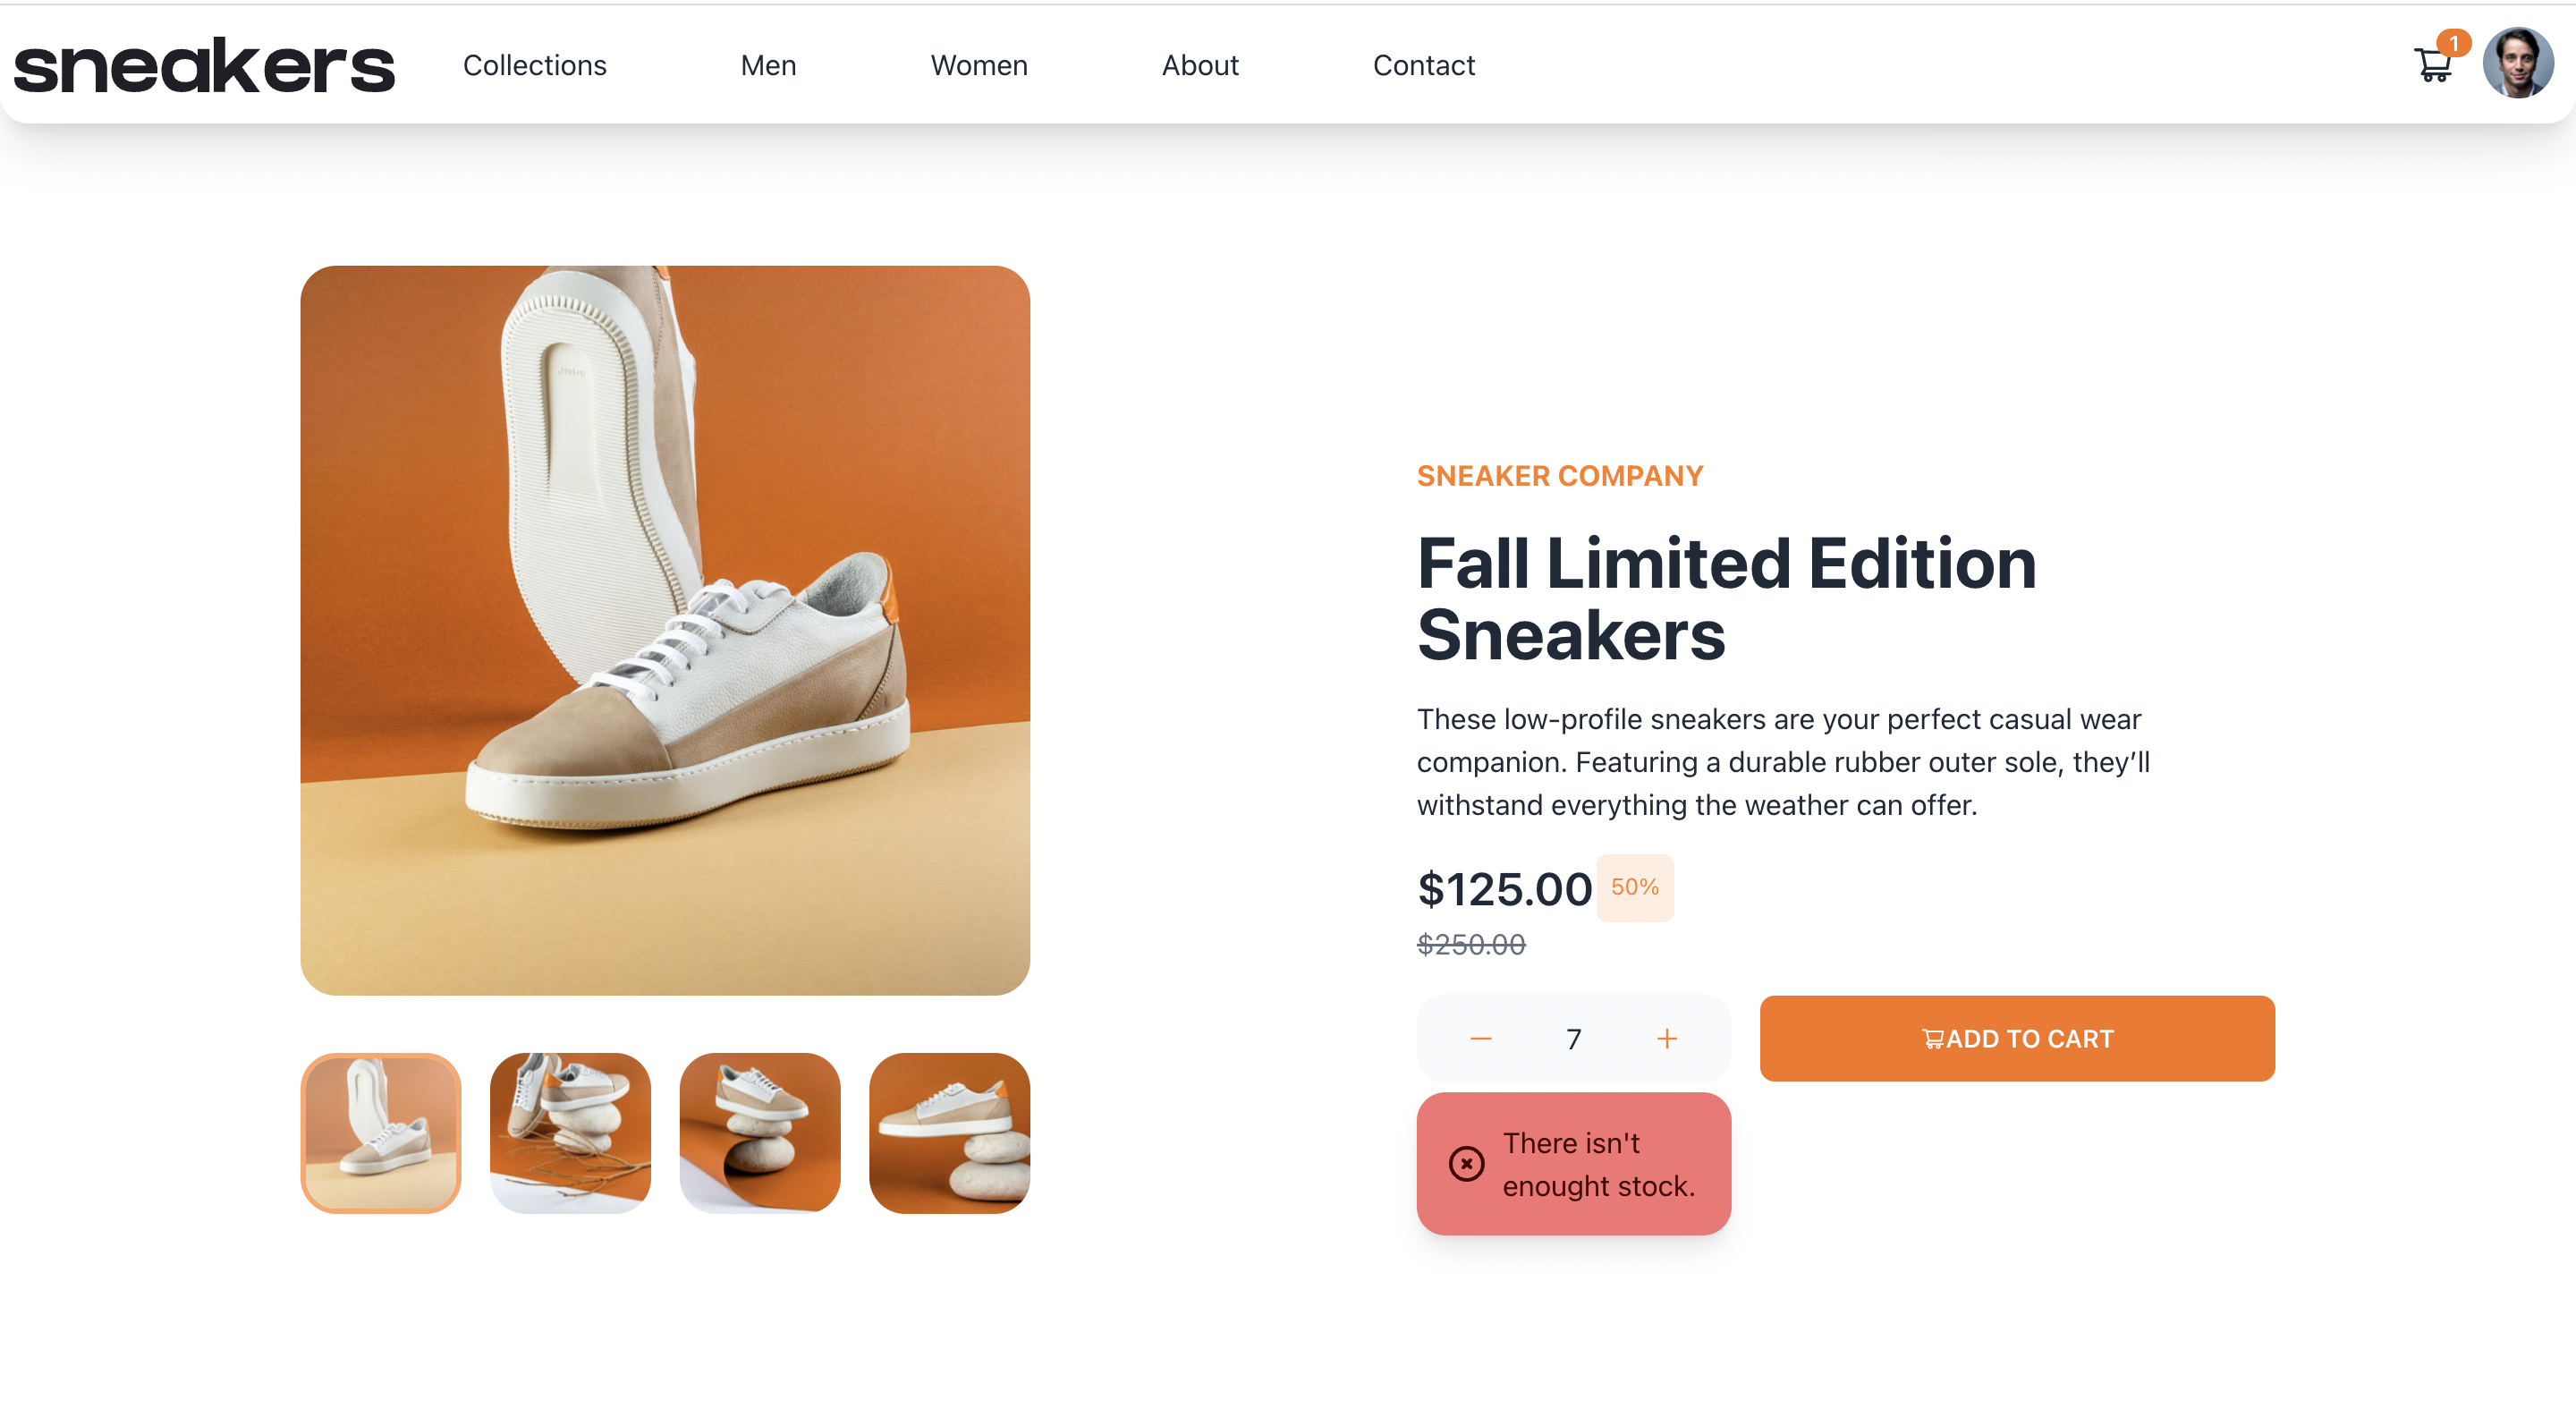 sneakers
Collections
Men
Women
About
Contact
1
SNEAKER COMPANY
Fall Limited Edition
Sneakers
These low-profile sneakers are your perfect casual wear
companion. Featuring a durable rubber outer sole, they’ll
withstand everything the weather can offer.
$125.00
50%
$250.00
7
ADD TO CART
There isn't
enought stock.